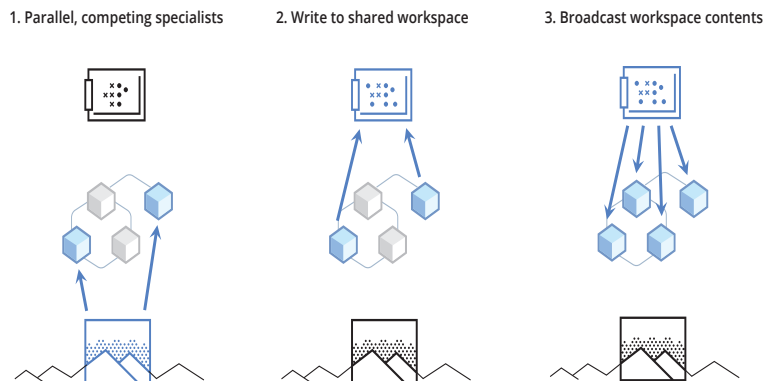 1. Parallel, competing specialists
2. Write to shared workspace
3. Broadcast workspace contents